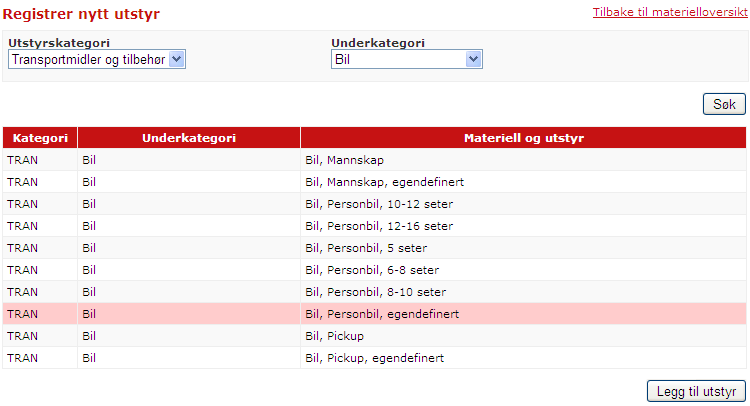 Registrer nytt utstyr
Tilbake til materielloversikt
Utstyrskategori Underkategori
Transportmidler og tilbehør Bil
Søk
Kategori Underkategori Materiell og utstyr
TRAN Bil Bil, Mannskap
TRAN Bil Bil, Mannskap, egendefinert
TRAN Bil Bil, Personbil, 10-12 seter
TRAN Bil Bil, Personbil, 12-16 seter
TRAN Bil Bil, Personbil, 5 seter
TRAN Bil Bil, Personbil, 6-8 seter
TRAN Bil Bil, Personbil, 8-10 seter
TRAN Bil Bil, Personbil, egendefinert
TRAN Bil Bil, Pickup
TRAN Bil Bil, Pickup, egendefinert
Legg til utstyr